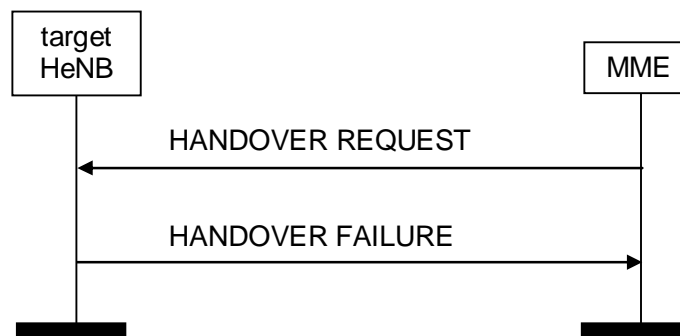 target
HeNB
MME
HANDOVER REQUEST
HANDOVER FAILURE